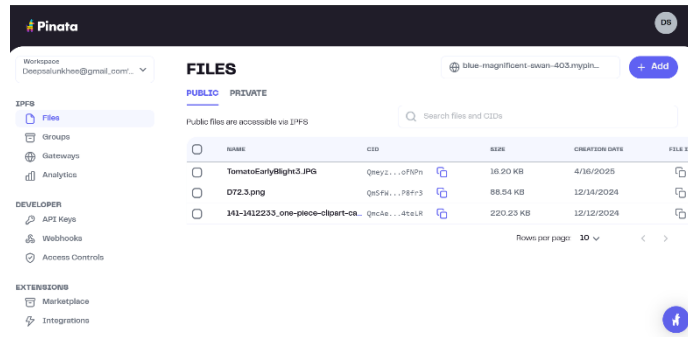 Pinata
DS
Workspace
Deepsalunkhee@gmail_com'...
FILES
blue-magnificent-swan-403.mypin...
+ Add
PUBLIC PRIVATE
IPFS
Files
Groups
Gateways
Analytics
DEVELOPER
API Keys
Webhooks
Access Controls
EXTENSIONS
Marketplace
Integrations
Public files are accessible via IPFS
Search files and CIDs
NAME CID SIZE CREATION DATE FILE I
TomatoEarlyBlight3.JPG Qmeyz...ofNPn 16.20 KB 4/16/2025
D72.3.png QmSfW...P8fr3 88.54 KB 12/14/2024
141-1412233_one-piece-clipart-ca... QmcAe...4teLR 220.23 KB 12/12/2024
Rows per page: 10